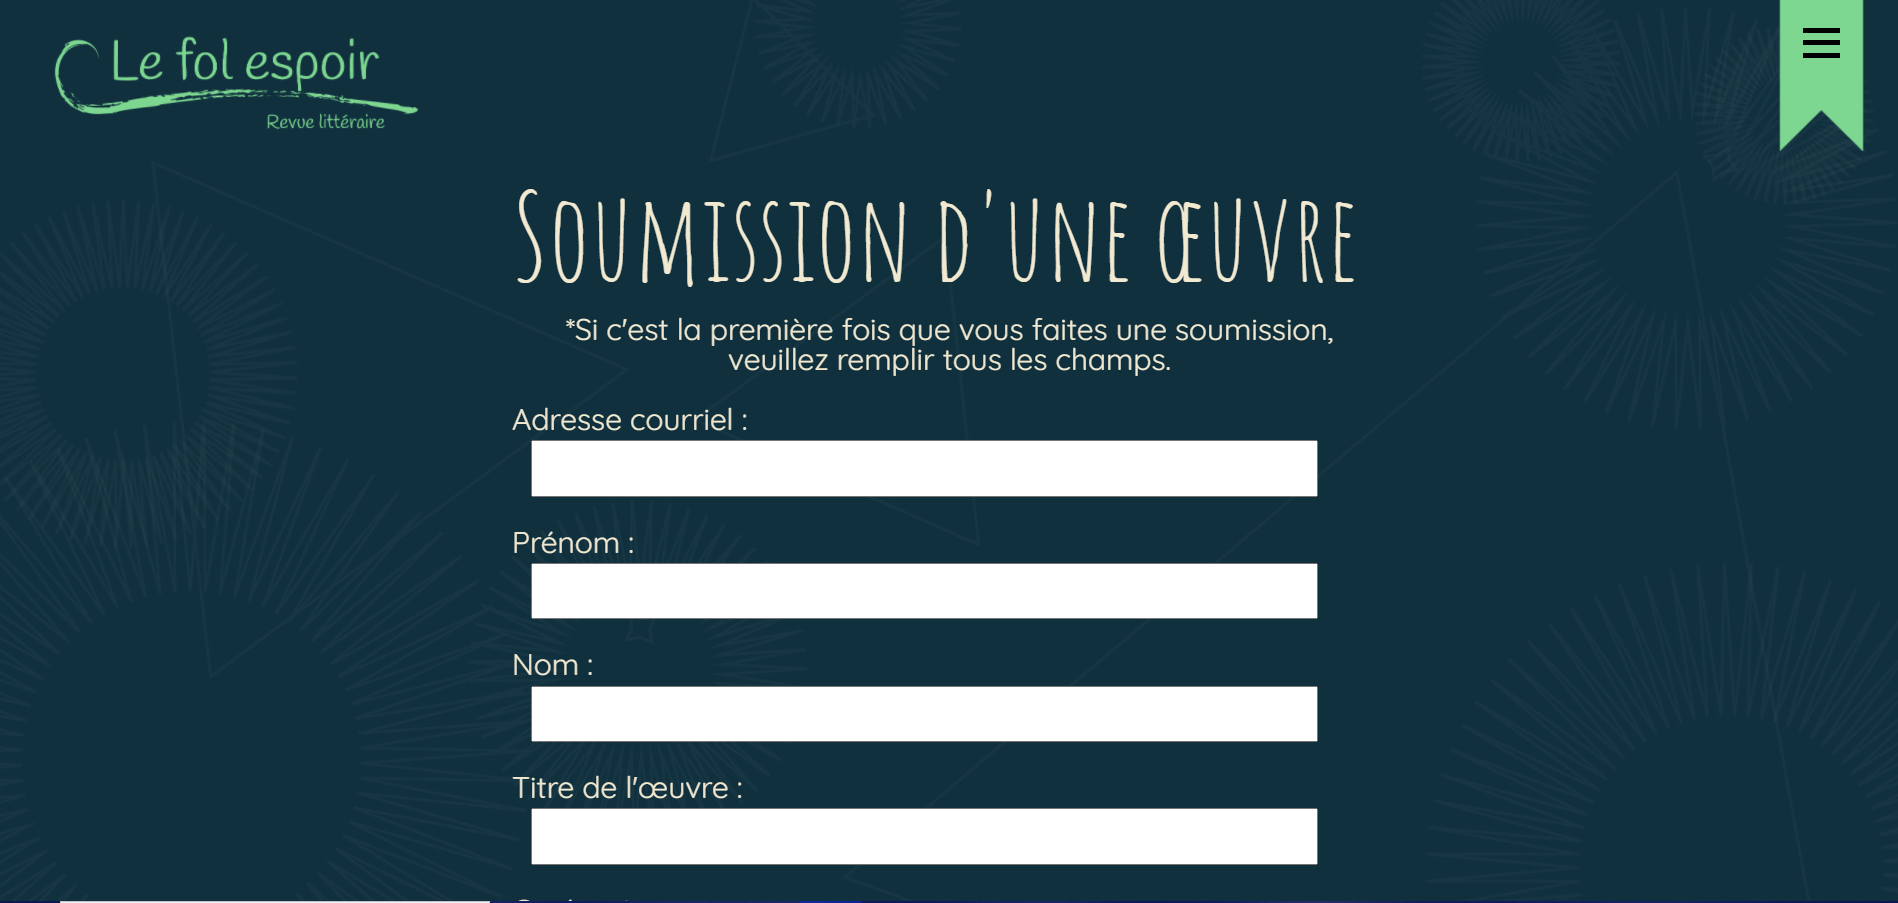 Le fol espoir
Revue littéraire
Soumission d'une œuvre
*Si c'est la première fois que vous faites une soumission,
veuillez remplir tous les champs.
Adresse courriel :
Prénom :
Nom :
Titre de l'œuvre :